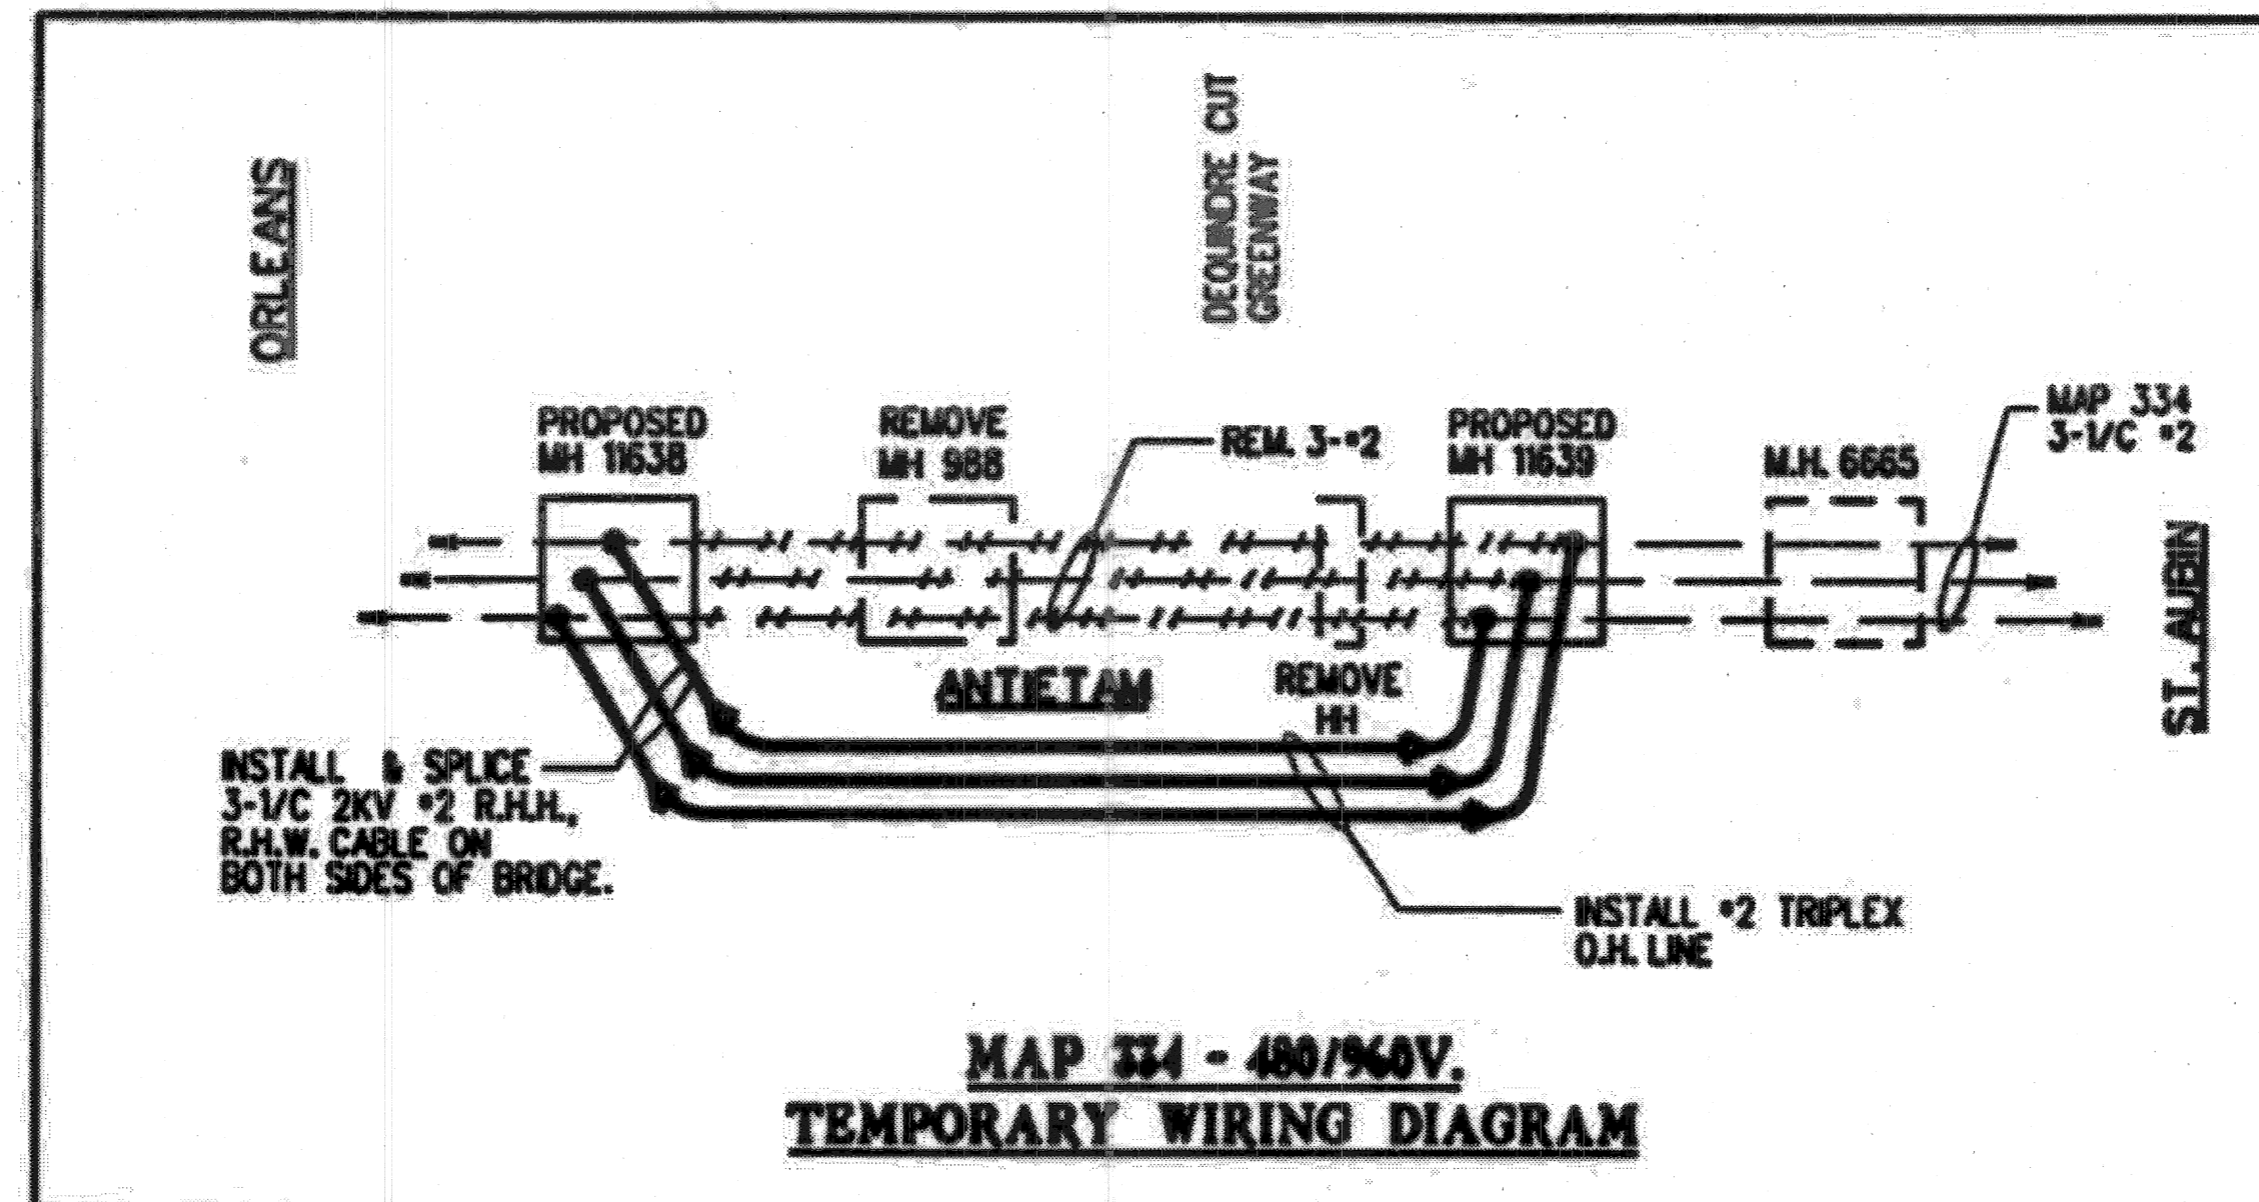 ORLEANS
DEQUINDRE CUT
GREENWAY
PROPOSED
MH 11638
REMOVE
MH 988
REM. 3-#2
PROPOSED
MH 11639
M.H. 6665
MAP 334
3-1/C #2
ST. AUBIN
ANTIETAM
REMOVE
HH
INSTALL & SPLICE
3-1/C 2KV #2 R.H.H.,
R.H.W. CABLE ON
BOTH SIDES OF BRIDGE.
INSTALL #2 TRIPLEX
O.H. LINE
MAP 334 - 480/960V.
TEMPORARY WIRING DIAGRAM